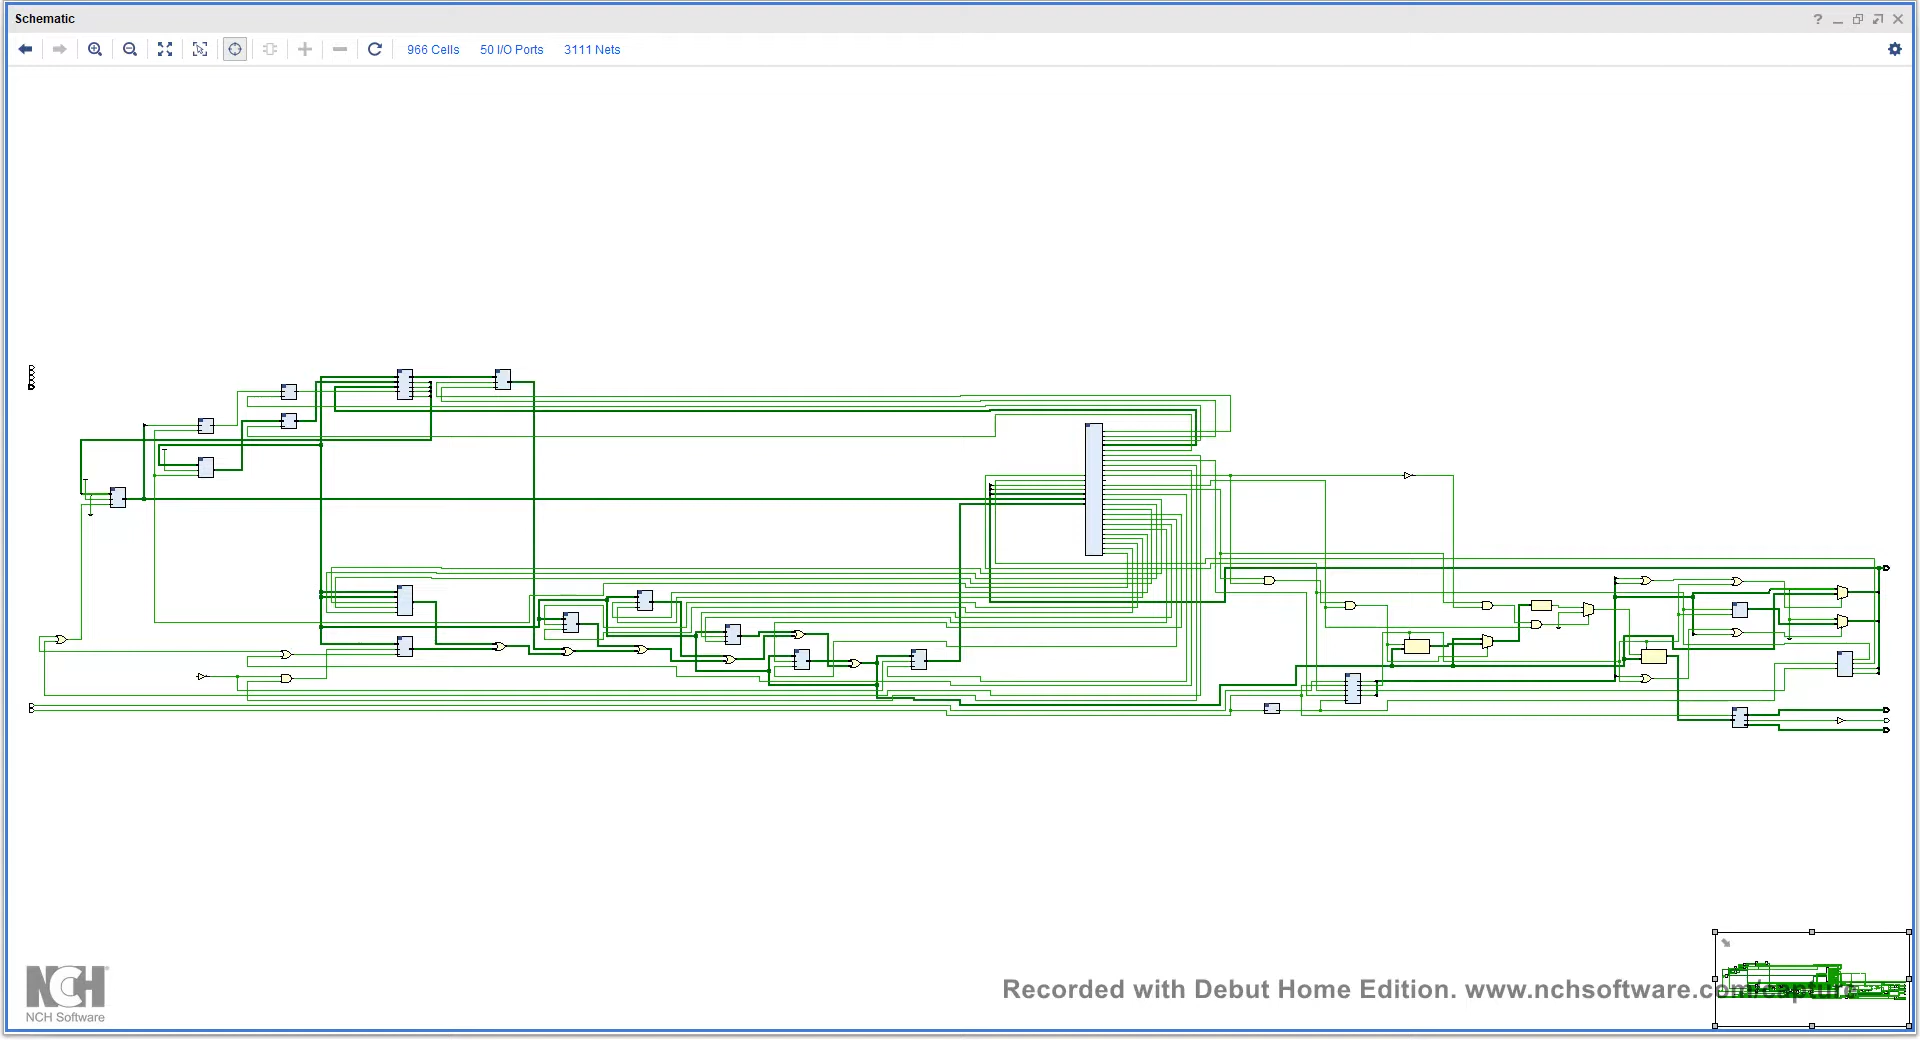 Schematic
966 Cells 50 I/O Ports 3111 Nets
NCH
NCH Software
Recorded with Debut Home Edition. www.nchsoftware.com/capture